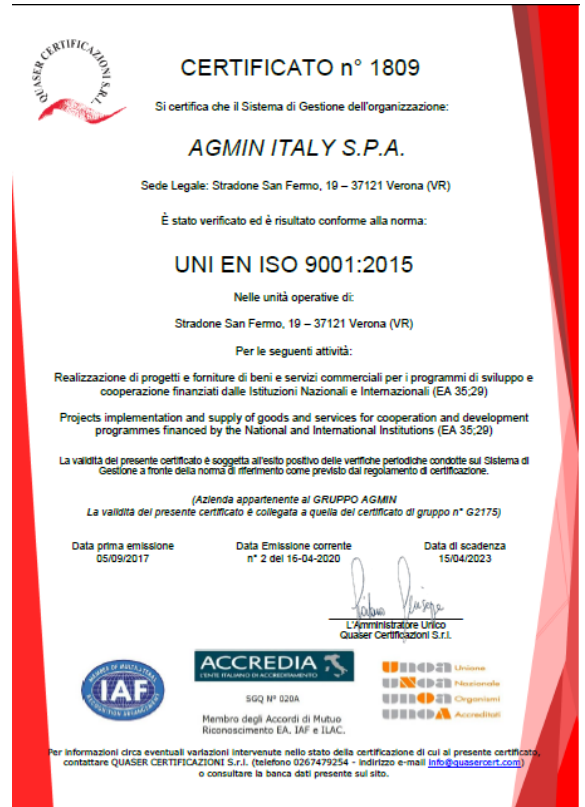 QUASER CERTIFICAZIONI S.R.L.
CERTIFICATO n° 1809
Si certifica che il Sistema di Gestione dell'organizzazione:
AGMIN ITALY S.P.A.
Sede Legale: Stradone San Fermo, 19 – 37121 Verona (VR)
È stato verificato ed è risultato conforme alla norma:
UNI EN ISO 9001:2015
Nelle unità operative di:
Stradone San Fermo, 19 – 37121 Verona (VR)
Per le seguenti attività:
Realizzazione di progetti e forniture di beni e servizi commerciali per i programmi di sviluppo e
cooperazione finanziati dalle Istituzioni Nazionali e Internazionali (EA 35;29)
Projects implementation and supply of goods and services for cooperation and development
programmes financed by the National and International Institutions (EA 35;29)
La validità del presente certificato è soggetta all'esito positivo delle verifiche periodiche condotte sul Sistema di
Gestione a fronte della norma di riferimento come previsto dal regolamento di certificazione.
(Azienda appartenente al GRUPPO AGMIN
La validità del presente certificato è collegata a quella del certificato di gruppo n° G2175)
Data prima emissione Data Emissione corrente Data di scadenza
05/09/2017 n° 2 del 16-04-2020 15/04/2023
L'Amministratore Unico
Quaser Certificazioni S.r.l.
MEMBER OF MULTILATERAL
IAF
RECOGNITION ARRANGEMENT
ACCREDIA
L'ENTE ITALIANO DI ACCREDITAMENTO
SGQ N° 020A
Membro degli Accordi di Mutuo
Riconoscimento EA, IAF e ILAC.
Unione
Nazionale
Organismi
Accreditati
Per informazioni circa eventuali variazioni intervenute nello stato della certificazione di cui al presente certificato,
contattare QUASER CERTIFICAZIONI S.r.l. (telefono 0267479254 - indirizzo e-mail info@quasercert.com)
o consultare la banca dati presente sul sito.